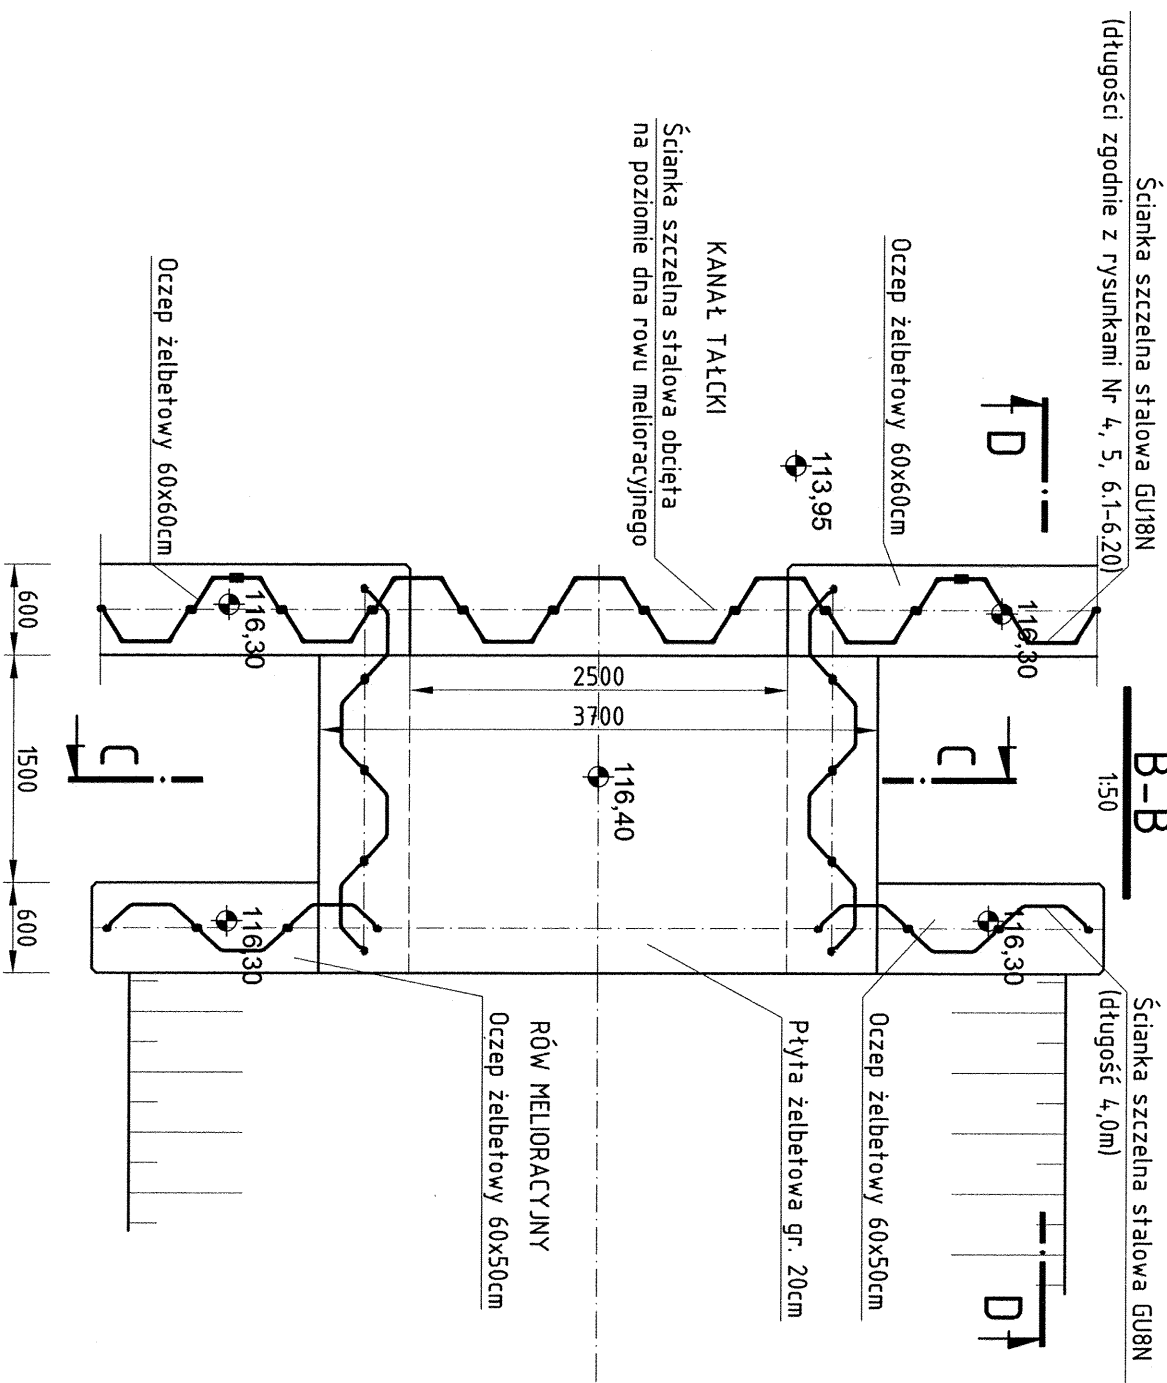 B-B
1:50
Ścianka szczelna stalowa GU18N
(długości zgodnie z rysunkami Nr 4, 5, 6.1-6.20)
Ścianka szczelna stalowa GU8N
(długość 4,0m)
D
D
116,30
116,30
Oczep żelbetowy 60x60cm
Oczep żelbetowy 60x50cm
C
113,95
Płyta żelbetowa gr. 20cm
KANAŁ TAŁCKI
Ścianka szczelna stalowa obcięta
na poziomie dna rowu melioracyjnego
2500
3700
116,40
RÓW MELIORACYJNY
Oczep żelbetowy 60x50cm
116,30
116,30
Oczep żelbetowy 60x60cm
C
600
1500
600